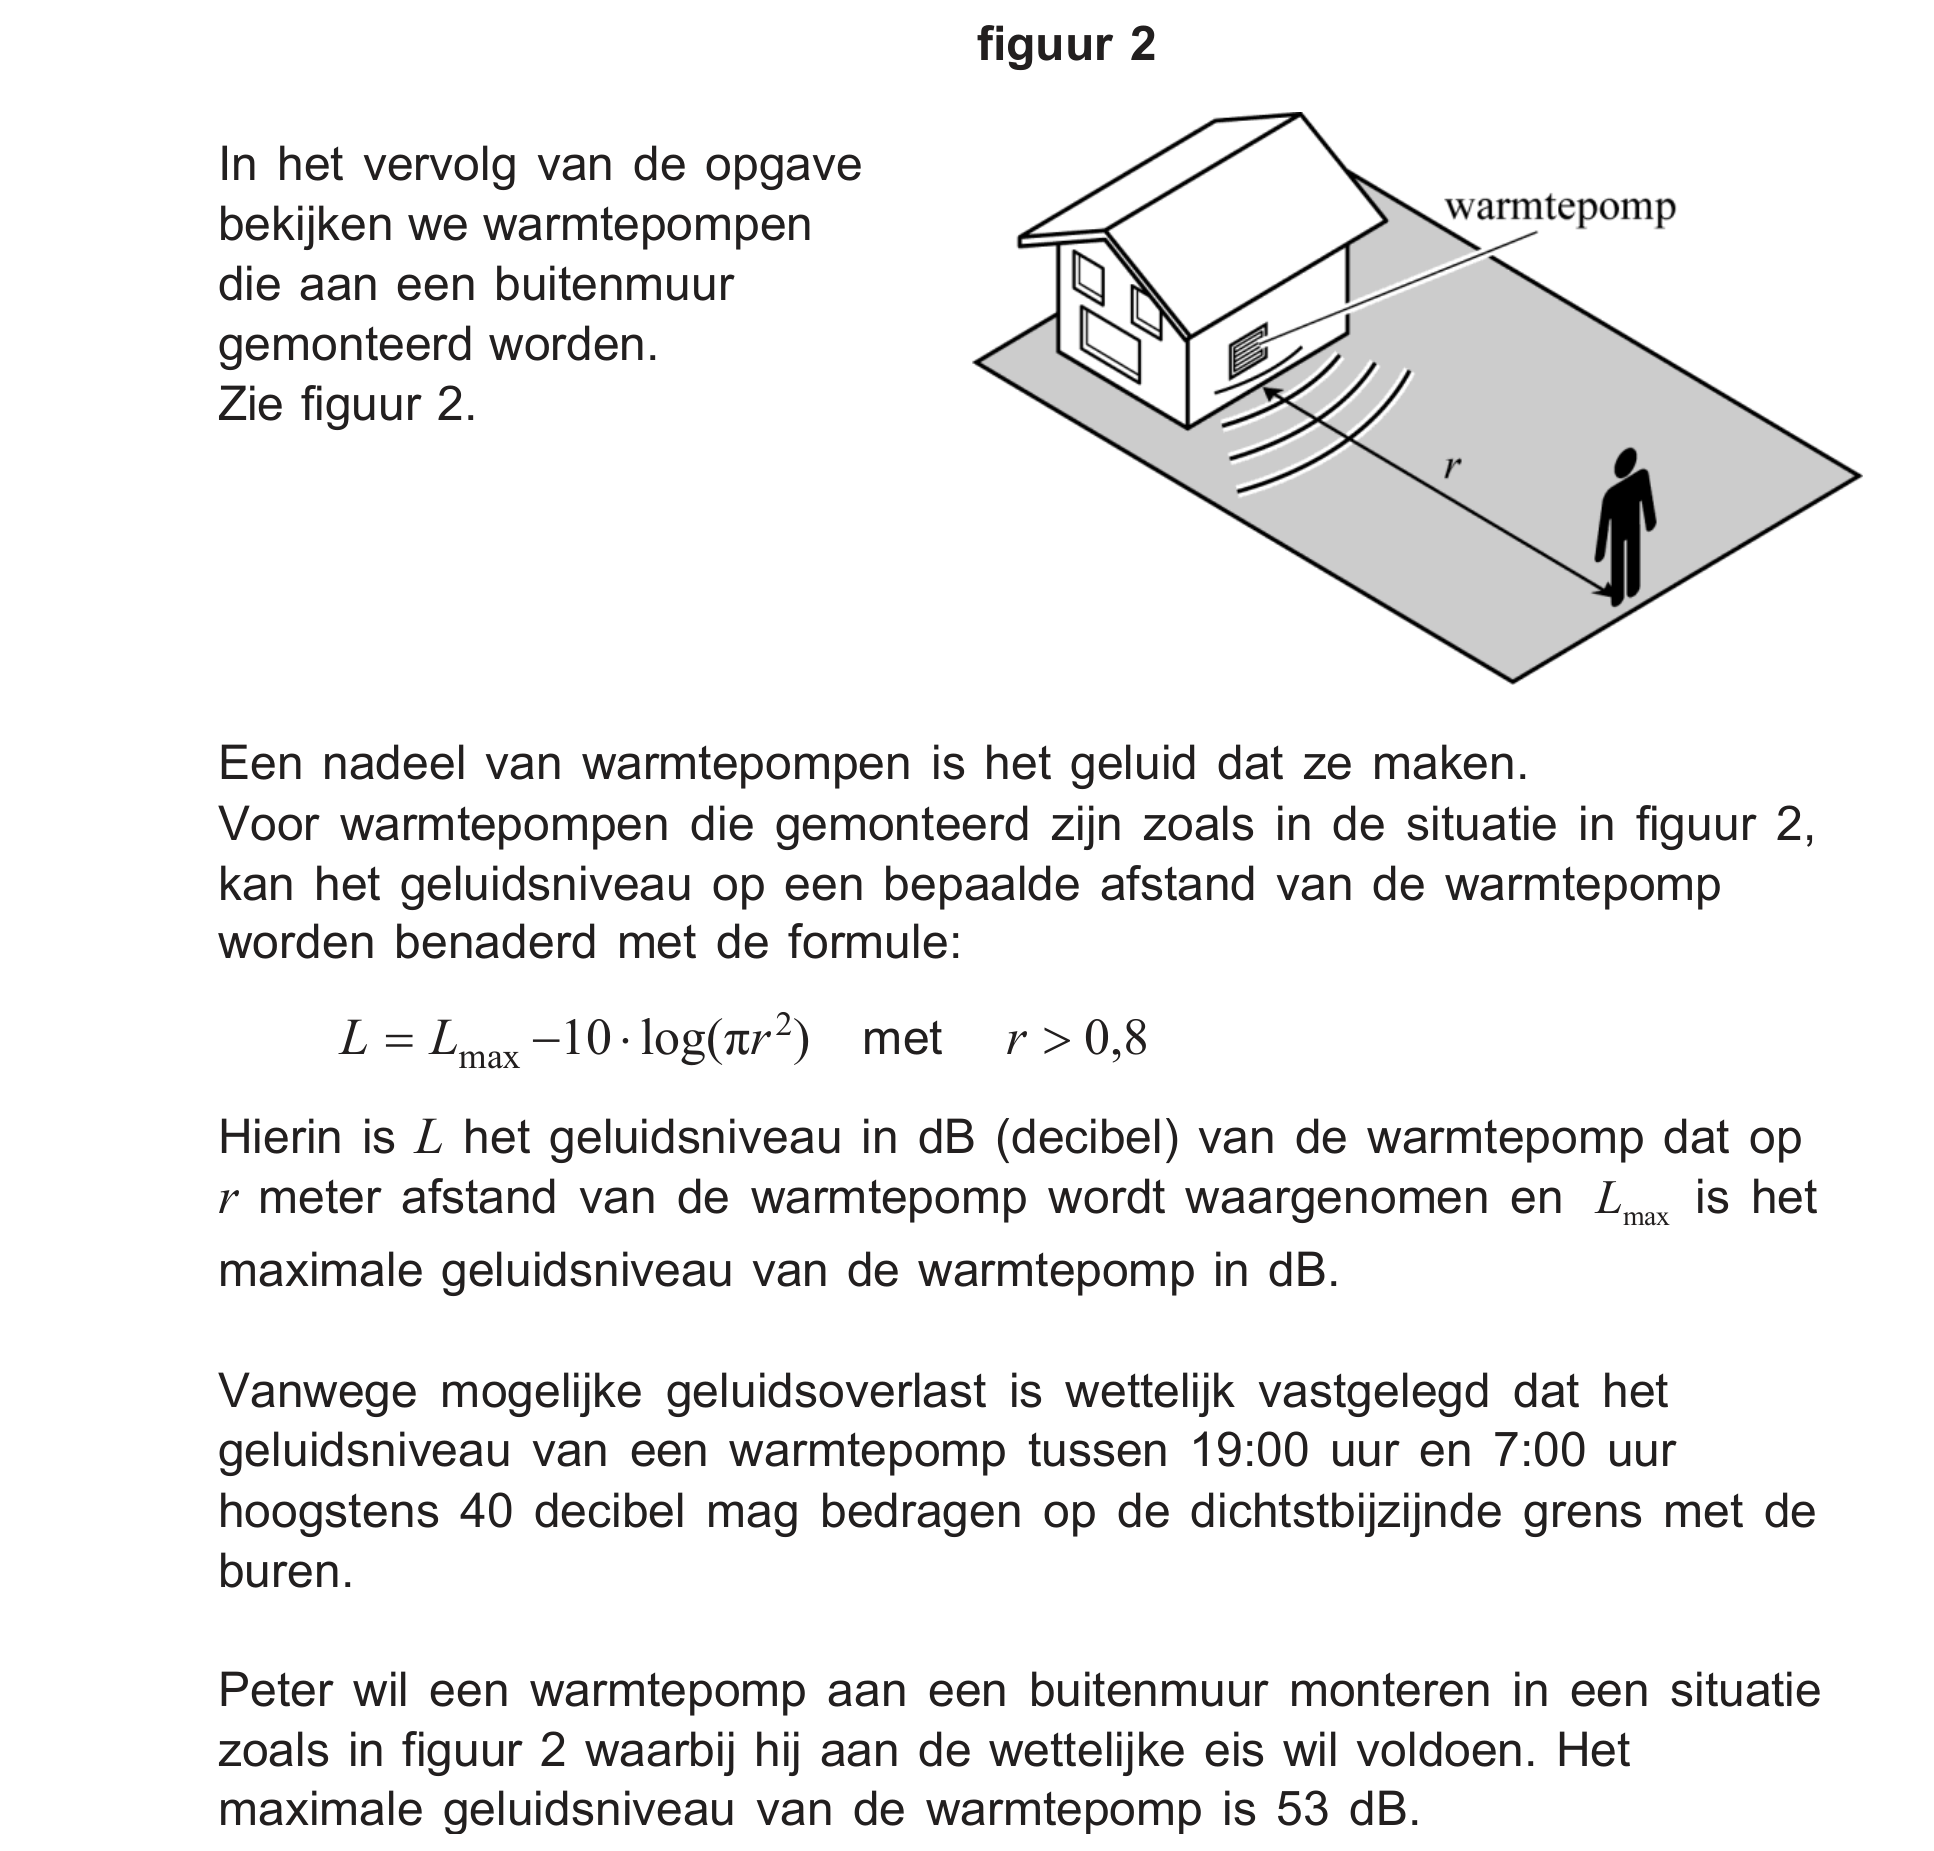 figuur 2
In het vervolg van de opgave
bekijken we warmtepompen
die aan een buitenmuur
gemonteerd worden.
Zie figuur 2.
warmtepomp
r
Een nadeel van warmtepompen is het geluid dat ze maken.
Voor warmtepompen die gemonteerd zijn zoals in de situatie in figuur 2,
kan het geluidsniveau op een bepaalde afstand van de warmtepomp
worden benaderd met de formule:
L = Lmax −10 · log(πr²) met r > 0,8
Hierin is L het geluidsniveau in dB (decibel) van de warmtepomp dat op
r meter afstand van de warmtepomp wordt waargenomen en Lmax is het
maximale geluidsniveau van de warmtepomp in dB.
Vanwege mogelijke geluidsoverlast is wettelijk vastgelegd dat het
geluidsniveau van een warmtepomp tussen 19:00 uur en 7:00 uur
hoogstens 40 decibel mag bedragen op de dichtstbijzijnde grens met de
buren.
Peter wil een warmtepomp aan een buitenmuur monteren in een situatie
zoals in figuur 2 waarbij hij aan de wettelijke eis wil voldoen. Het
maximale geluidsniveau van de warmtepomp is 53 dB.